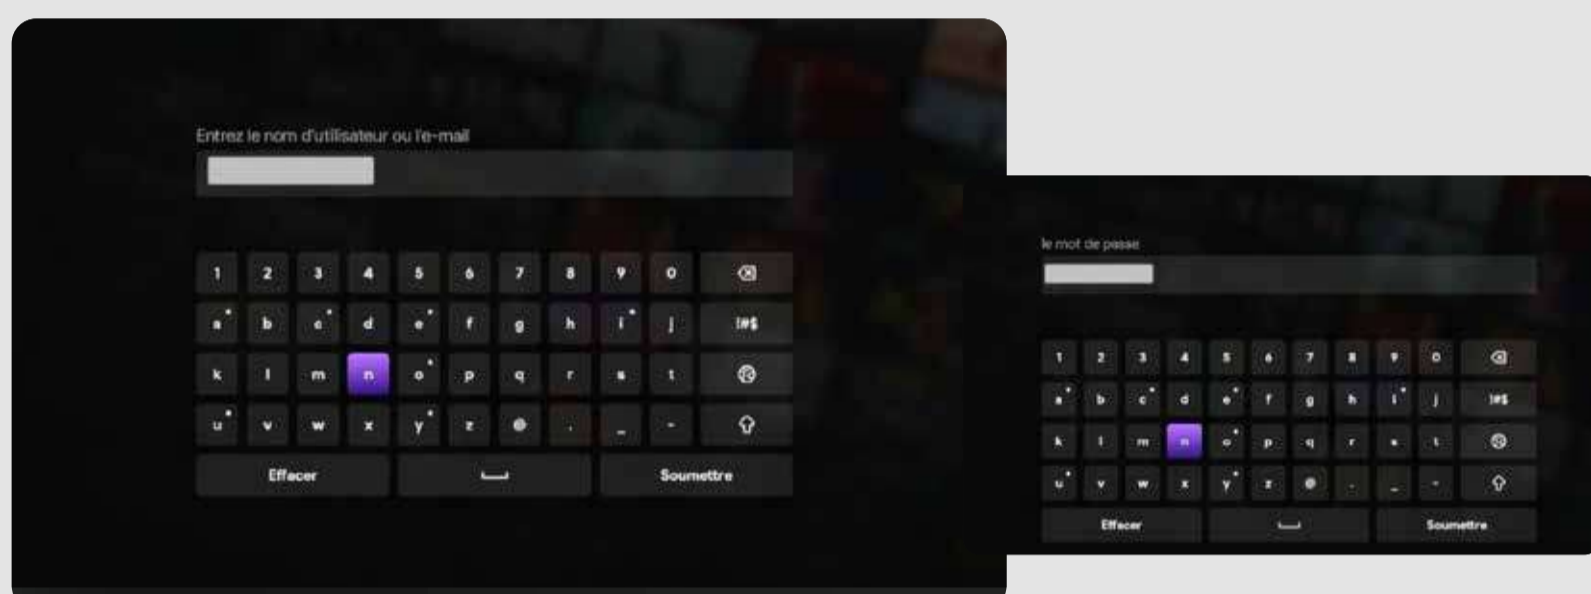 Entrez le nom d'utilisateur ou l'e-mail
1 2 3 4 5 6 7 8 9 0
a b c d e f g h i j !#$
k l m n o p q r s t
u v w x y z @ . _ -
Effacer Soumettre
le mot de passe
1 2 3 4 5 6 7 8 9 0
a b c d e f g h i j !#$
k l m n o p q r s t
u v w x y z @ . _ -
Effacer Soumettre